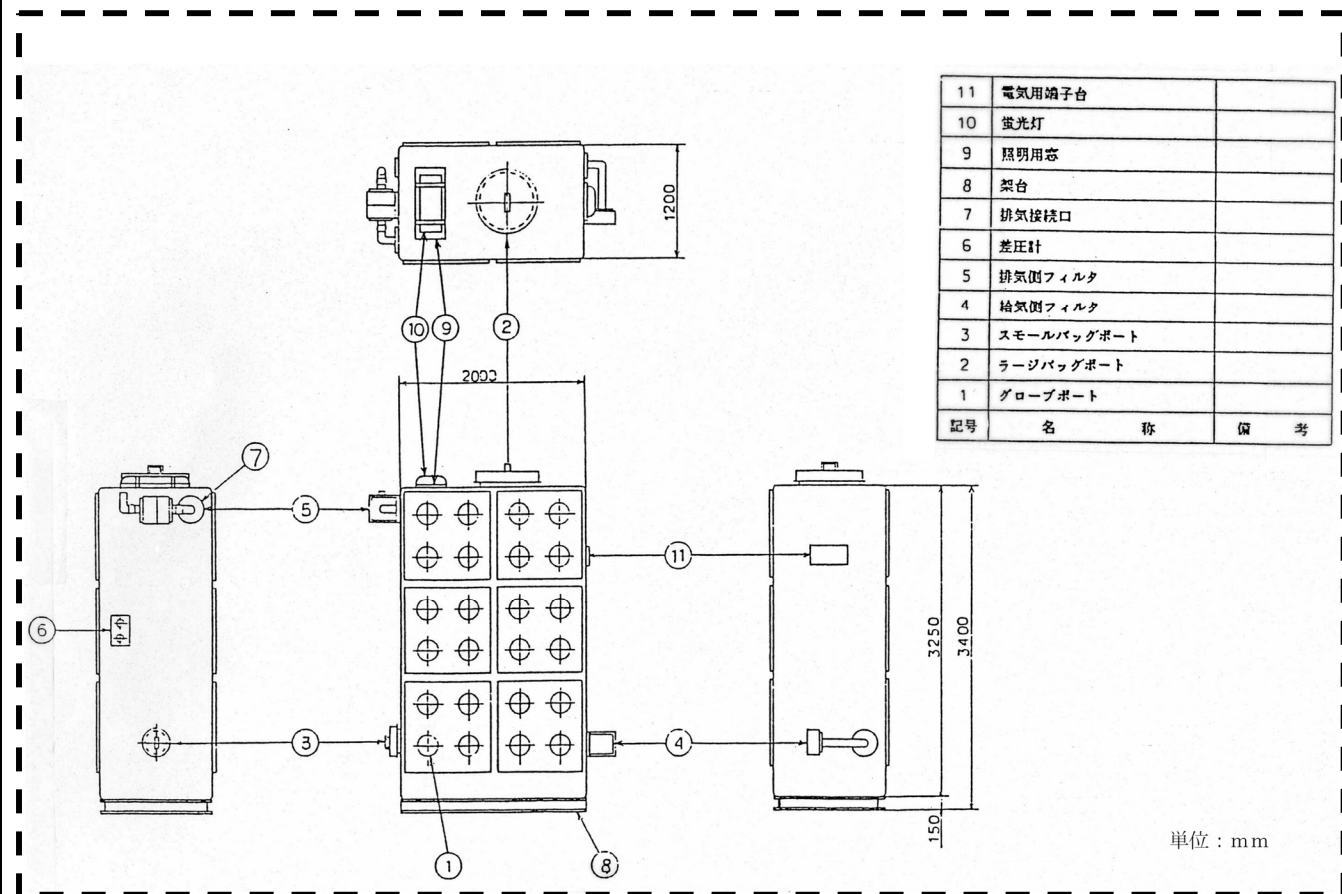 11 電気用端子台
10 蛍光灯
9 照明用窓
8 架台
7 排気接続口
6 差圧計
5 排気側フィルタ
4 給気側フィルタ
3 スモールバッグポート
2 ラージバッグポート
1 グローブポート
記号 名 称 備 考
1200
⑩ ⑨ ②
2000
⑦
⑤
⑪
⑥
3250
3400
③
④
150
① ⑧
単位:mm